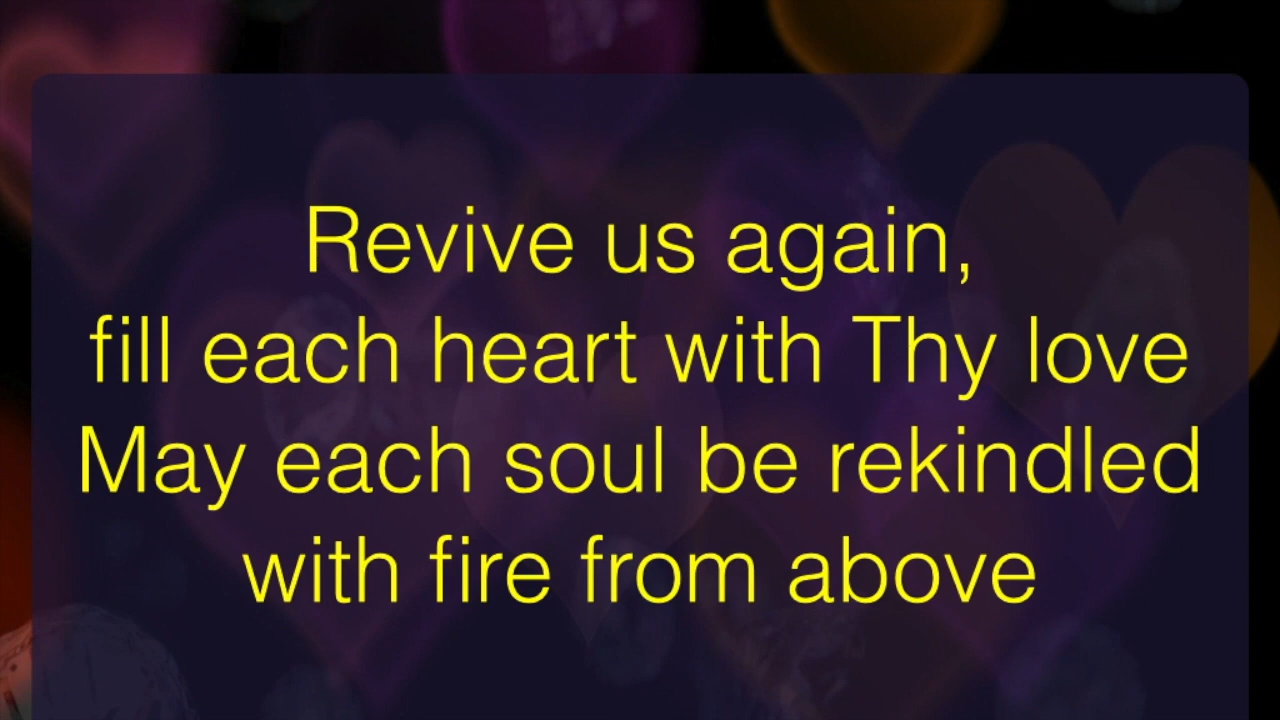 Revive us again,
fill each heart with Thy love
May each soul be rekindled
with fire from above